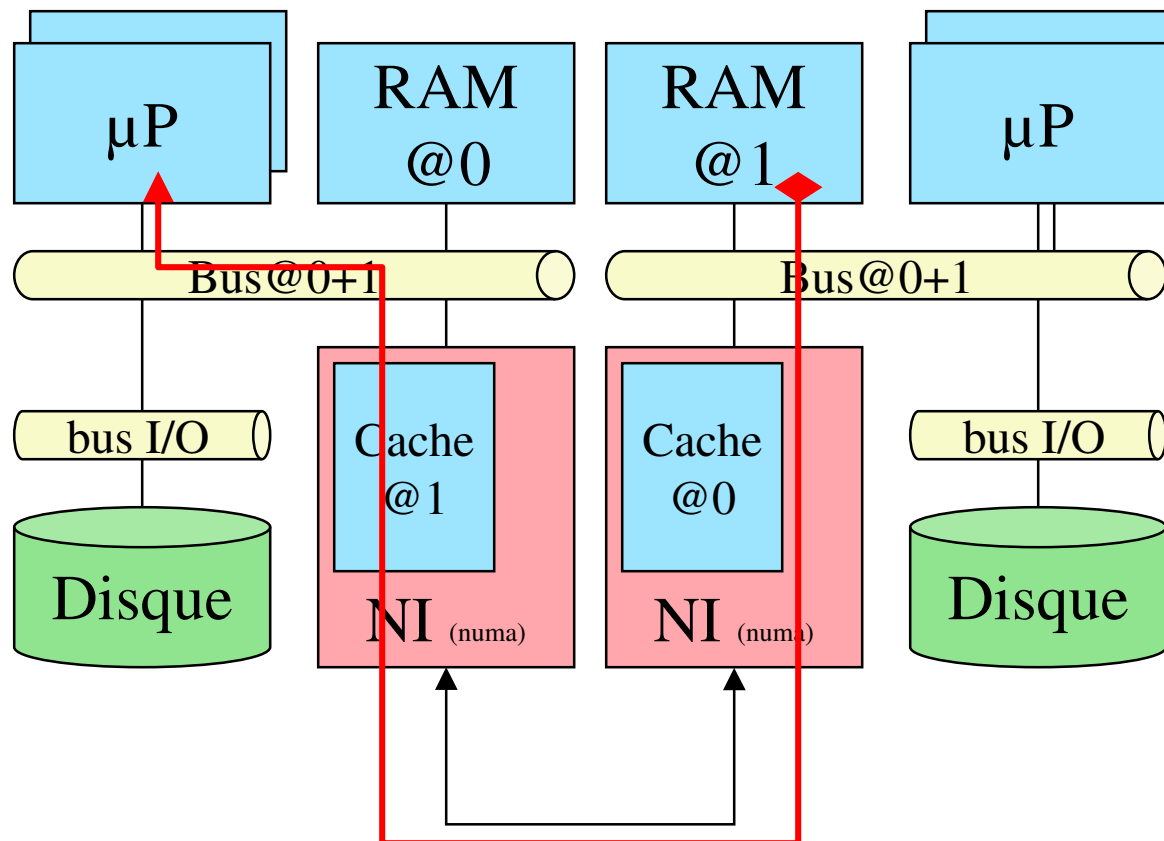 µP
RAM
@0
RAM
@1
µP
Bus@0+1
Bus@0+1
bus I/O
Cache
@1
Cache
@0
bus I/O
Disque
NI (numa)
NI (numa)
Disque